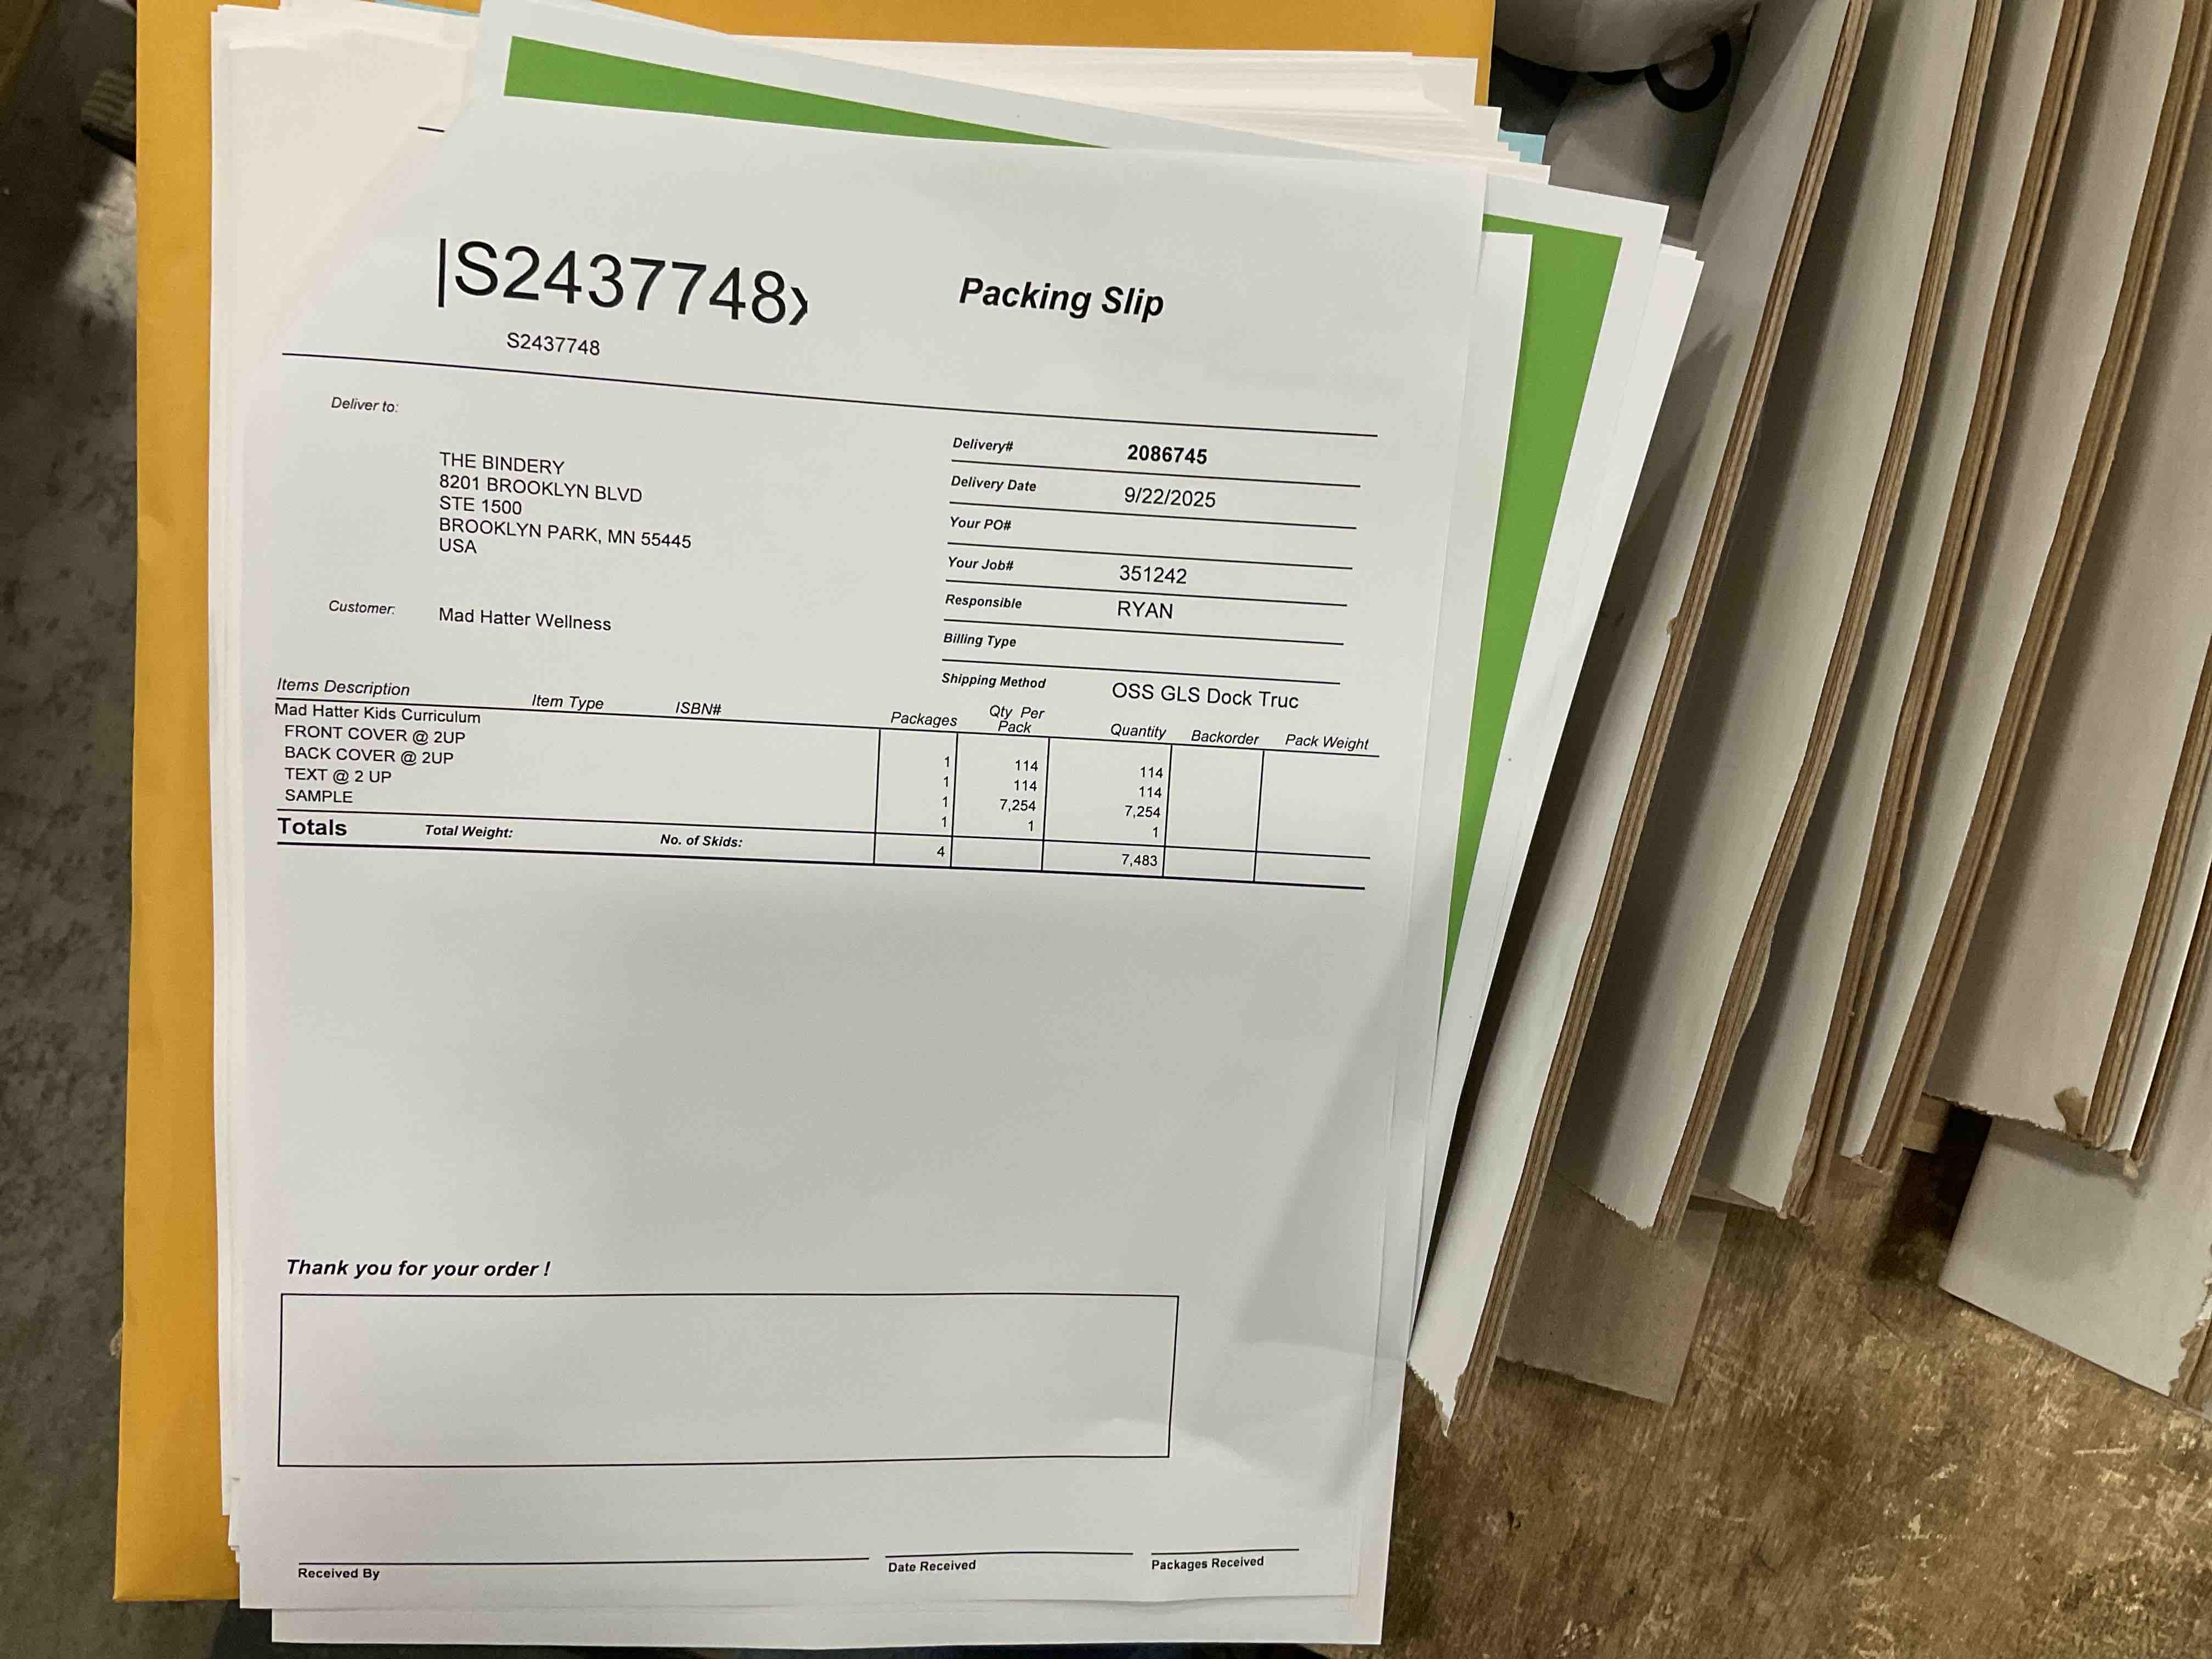 |S2437748x
Packing Slip
S2437748
Deliver to:
THE BINDERY
8201 BROOKLYN BLVD
STE 1500
BROOKLYN PARK, MN 55445
USA
Customer: Mad Hatter Wellness
Delivery# 2086745
Delivery Date 9/22/2025
Your PO#
Your Job# 351242
Responsible RYAN
Billing Type
Shipping Method OSS GLS Dock Truc
Items Description Item Type ISBN# Packages Qty Per Pack Quantity Backorder Pack Weight
Mad Hatter Kids Curriculum
FRONT COVER @ 2UP 1 114 114
BACK COVER @ 2UP 1 114 114
TEXT @ 2 UP 1 7,254 7,254
SAMPLE 1 1 1
Totals Total Weight: No. of Skids: 4 7,483
Thank you for your order !
Received By Date Received Packages Received